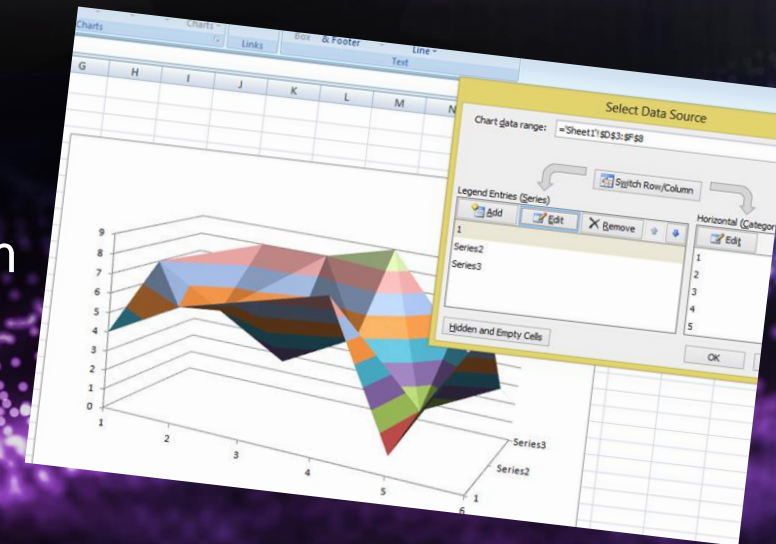 Charts
Charts
Links
Box
& Footer
Line
Text
G H I J K L M N
Select Data Source
Chart data range: ='Sheet1'!$D$3:$F$8
Switch Row/Column
Legend Entries (Series)
Add Edit Remove
1
Series2
Series3
Horizontal (Categor
Edit
1
2
3
4
5
Hidden and Empty Cells
OK
9
8
7
6
5
4
3
2
1
0
1 2 3 4 5 6
Series3
Series2
1
n